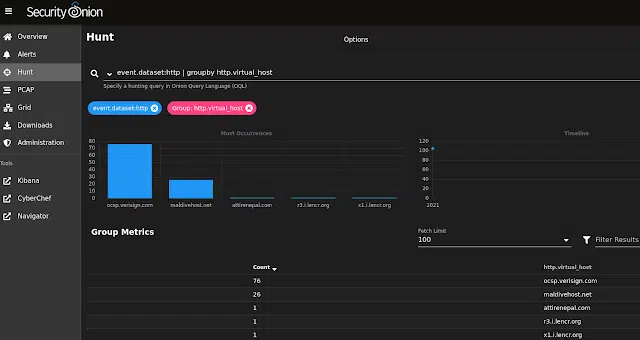 Security Onion
Overview
Alerts
Hunt
PCAP
Grid
Downloads
Administration
Tools
Kibana
CyberChef
Navigator
Hunt
Options
event.dataset:http | groupby http.virtual_host
Specify a hunting query in Onion Query Language (OQL)
event.dataset:http
Group: http.virtual_host
Most Occurrences
80
70
60
50
40
30
20
10
0
ocsp.verisign.com
maldivehost.net
attirenepal.com
r3.i.lencr.org
x1.i.lencr.org
Timeline
120
100
80
60
40
20
0
2021
Group Metrics
Fetch Limit
100
Filter Results
Count
http.virtual_host
76 ocsp.verisign.com
26 maldivehost.net
1 attirenepal.com
1 r3.i.lencr.org
1 x1.i.lencr.org